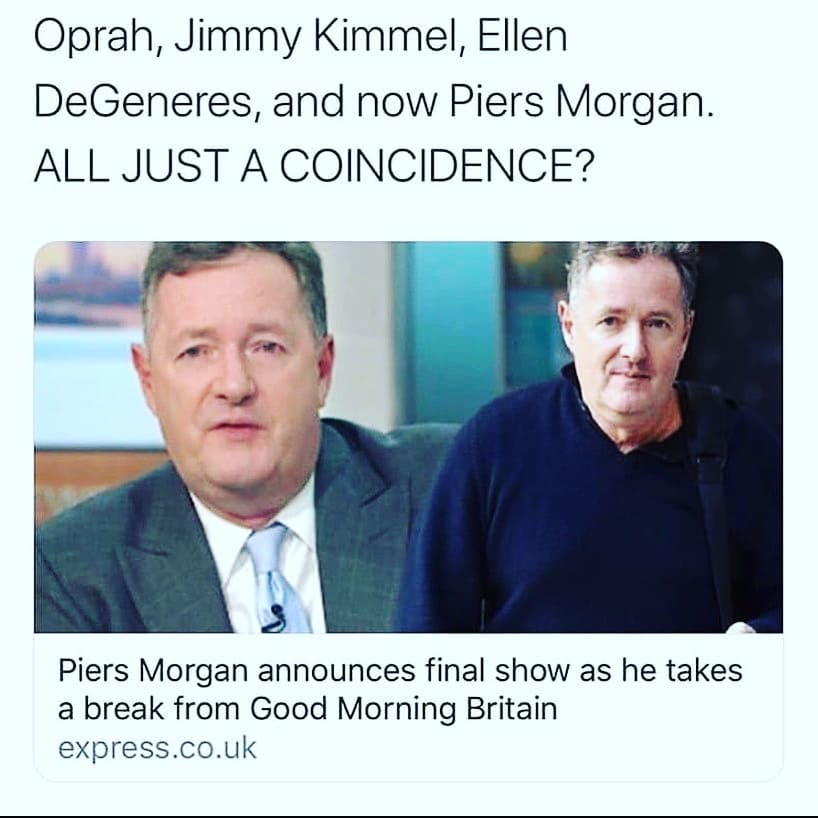 Oprah, Jimmy Kimmel, Ellen
DeGeneres, and now Piers Morgan.
ALL JUST A COINCIDENCE?
Piers Morgan announces final show as he takes
a break from Good Morning Britain
express.co.uk